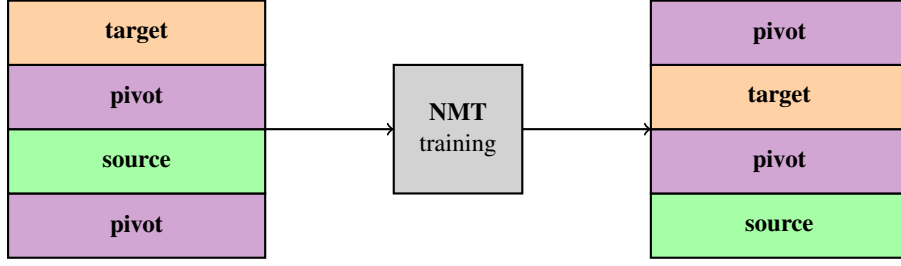 target
pivot
source
pivot
NMT
training
pivot
target
pivot
source